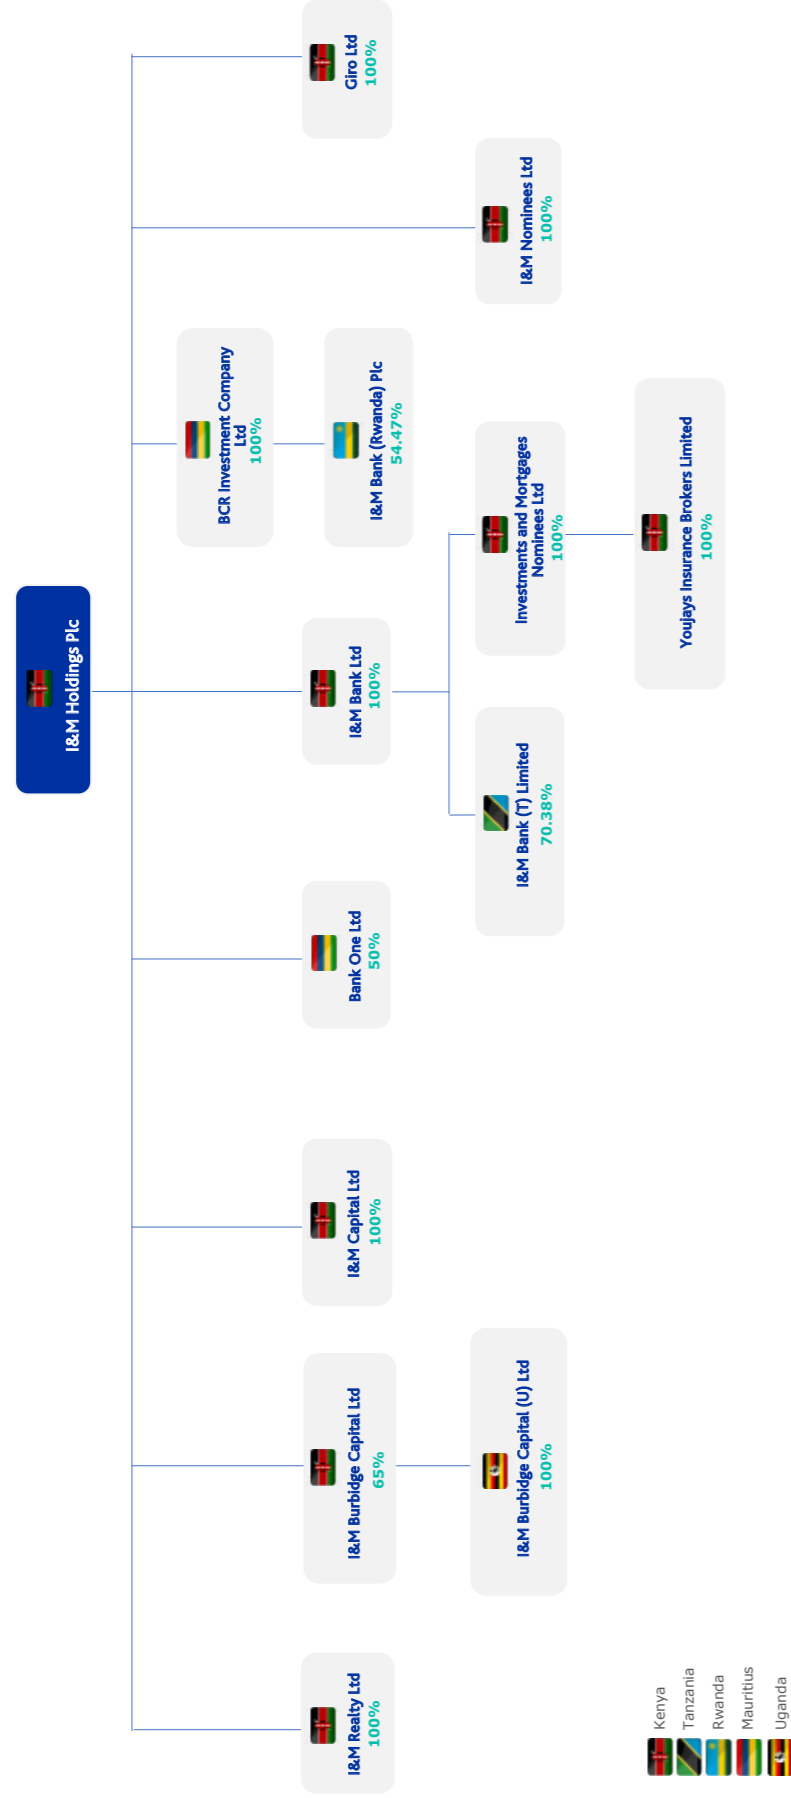 I&M Holdings Plc
BCR Investment Company
Ltd
100%
I&M Realty Ltd
100%
I&M Burbidge Capital Ltd
65%
I&M Capital Ltd
100%
Bank One Ltd
50%
I&M Bank Ltd
100%
I&M Bank (Rwanda) Plc
54.47%
Giro Ltd
100%
I&M Burbidge Capital (U) Ltd
100%
I&M Bank (T) Limited
70.38%
Investments and Mortgages
Nominees Ltd
100%
I&M Nominees Ltd
100%
Youjays Insurance Brokers Limited
100%
Kenya
Tanzania
Rwanda
Mauritius
Uganda